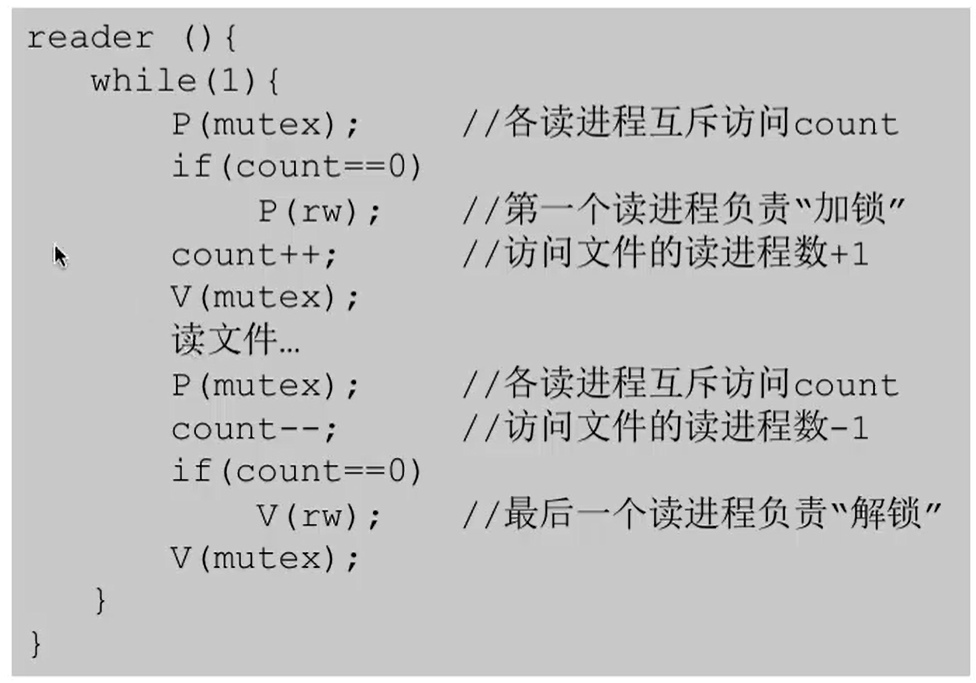 reader (){
while(1){
P(mutex); //各读进程互斥访问count
if(count==0)
P(rw); //第一个读进程负责“加锁”
count++; //访问文件的读进程数+1
V(mutex);
读文件…
P(mutex); //各读进程互斥访问count
count--; //访问文件的读进程数-1
if(count==0)
V(rw); //最后一个读进程负责“解锁”
V(mutex);
}
}